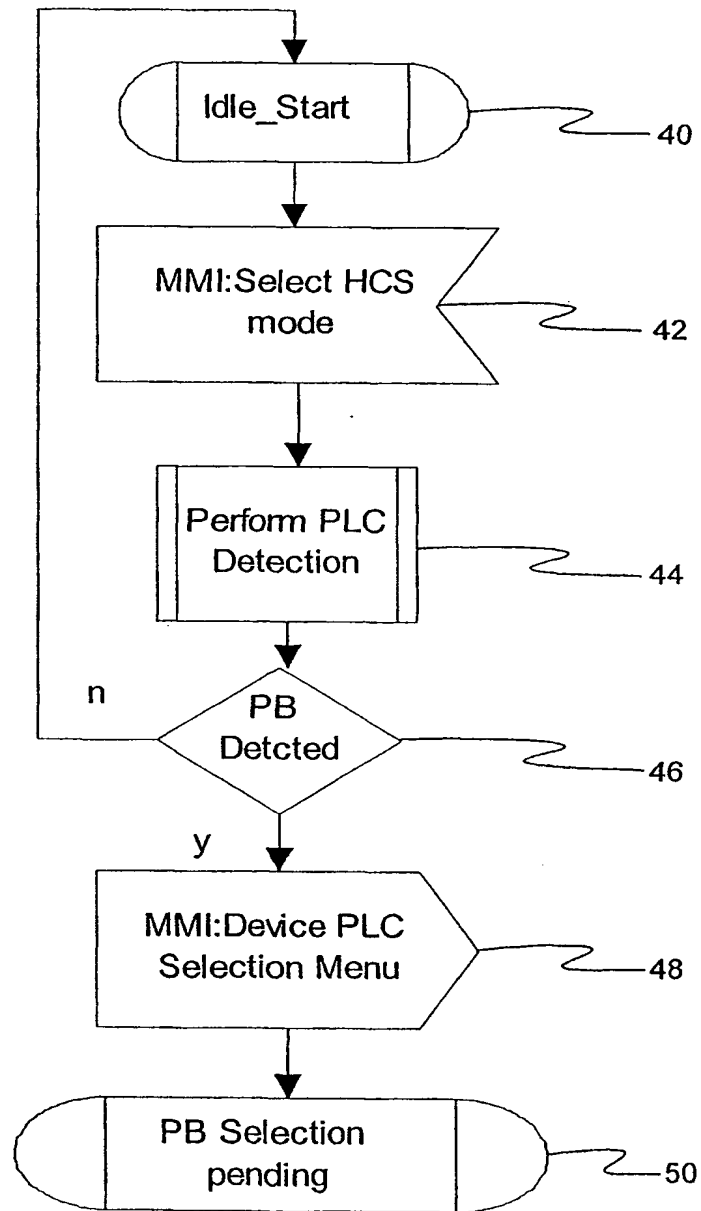 Idle_Start
40
MMI:Select HCS
mode
42
Perform PLC
Detection
44
n
PB
Detcted
46
y
MMI:Device PLC
Selection Menu
48
PB Selection
pending
50